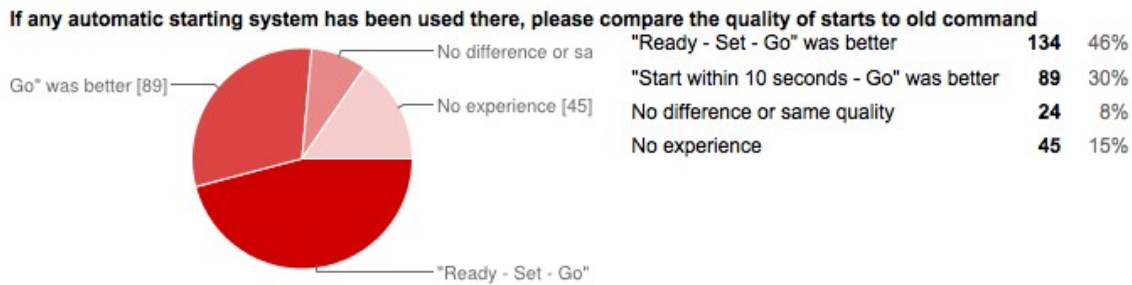 If any automatic starting system has been used there, please compare the quality of starts to old command
No difference or sa
Go" was better [89]
No experience [45]
"Ready - Set - Go"
"Ready - Set - Go" was better 134 46%
"Start within 10 seconds - Go" was better 89 30%
No difference or same quality 24 8%
No experience 45 15%